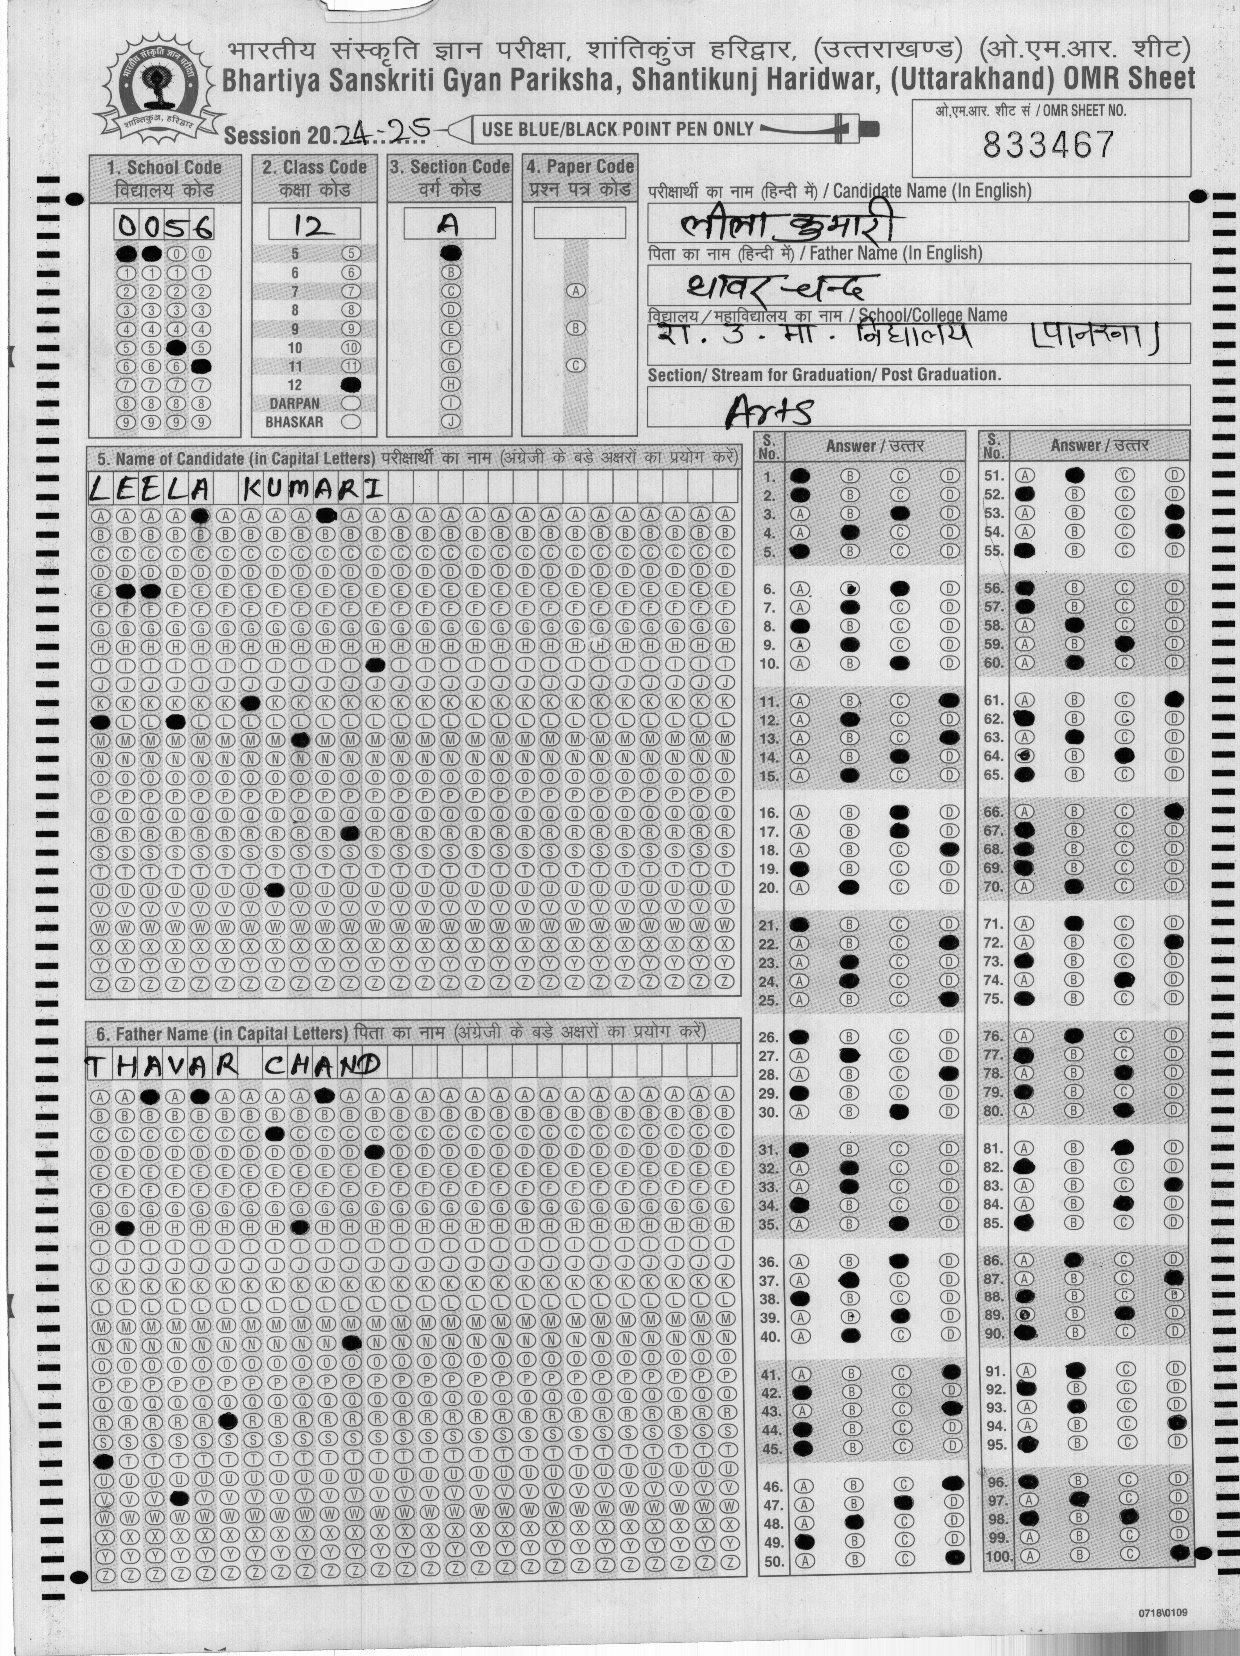 भारतीय संस्कृति ज्ञान परीक्षा, शांतिकुंज हरिद्वार, (उत्तराखण्ड) (ओ.एम.आर. शीट)
Bhartiya Sanskriti Gyan Pariksha, Shantikunj Haridwar, (Uttarakhand) OMR Sheet
Session 2024-25
USE BLUE/BLACK POINT PEN ONLY
ओ.एम.आर. शीट सं / OMR SHEET NO.
833467
1. School Code
विद्यालय कोड
0056
2. Class Code
कक्षा कोड
12
5
6
7
8
9
10
11
12
DARPAN
BHASKAR
3. Section Code
वर्ग कोड
A
4. Paper Code
प्रश्न पत्र कोड
A
B
C
परीक्षार्थी का नाम (हिन्दी में) / Candidate Name (In English)
लीला कुमारी
पिता का नाम (हिन्दी में) / Father Name (In English)
थावर चन्द
विद्यालय/महाविद्यालय का नाम / School/College Name
रा. उ. मा. विद्यालय [पानरवा]
Section/ Stream for Graduation/ Post Graduation.
Arts
5. Name of Candidate (in Capital Letters) परीक्षार्थी का नाम (अंग्रेजी के बड़े अक्षरों का प्रयोग करें)
LEELA KUMARI
6. Father Name (in Capital Letters) पिता का नाम (अंग्रेजी के बड़े अक्षरों का प्रयोग करें)
THAVAR CHAND
S. No. Answer / उत्तर
S. No. Answer / उत्तर
0718\0109